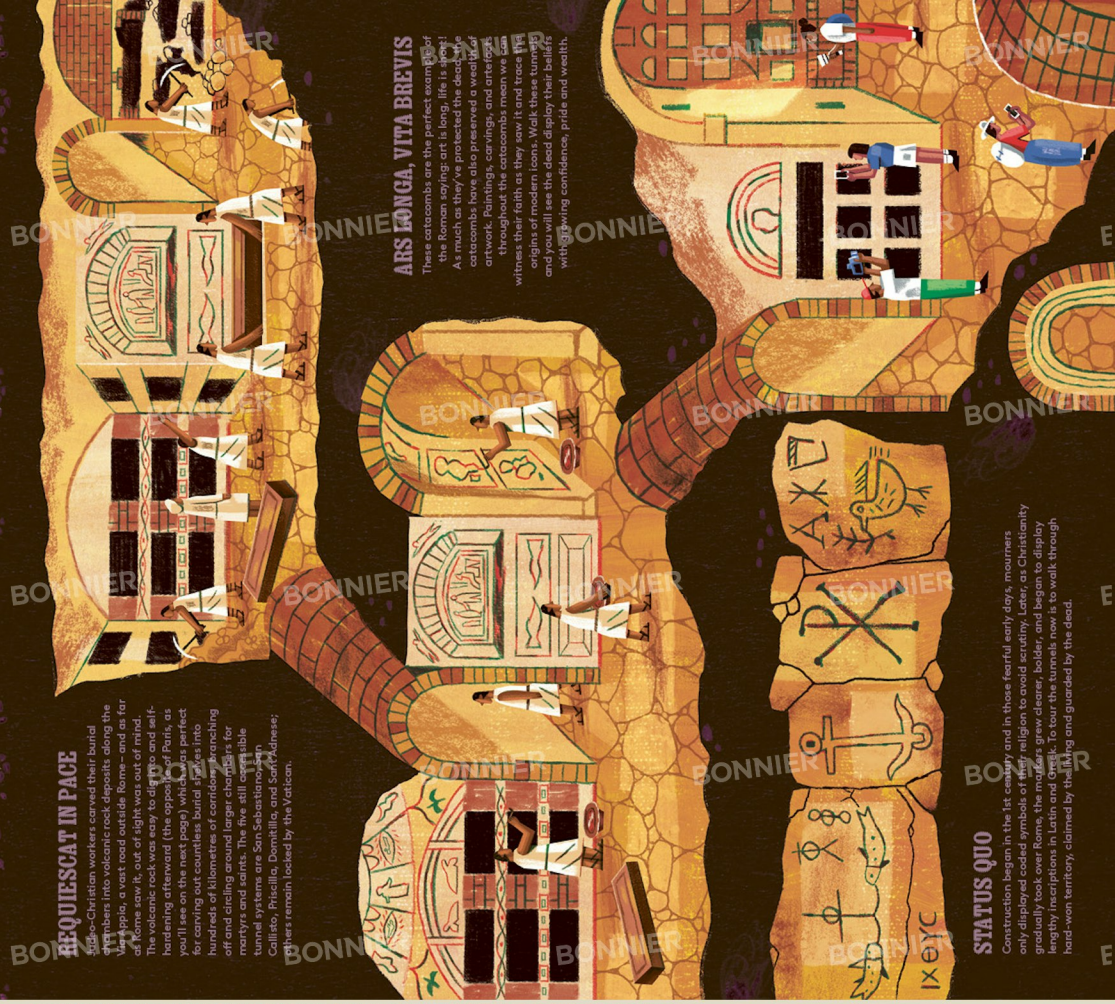 REQUIESCAT IN PACE
Judeo-Christian workers carved their burial
chambers into volcanic rock deposits along the
Via Appia, a vast road outside Rome – and as far
as Rome saw it, out of sight was out of mind.
The volcanic rock was easy to dig into and self-
hardening afterward (the opposite of Paris, as
you'll see on the next page) which was perfect
for carving out countless burial shelves into
hundreds of kilometres of corridors branching
off and circling around larger chambers for
martyrs and saints. The five still accessible
tunnel systems are San Sebastiano, San
Callisto, Priscilla, Domitilla, and Sant'Agnese;
others remain locked by the Vatican.
ARS LONGA, VITA BREVIS
These catacombs are the perfect example of
the Roman saying: art is long, life is short!
As much as they've protected the dead, the
catacombs have also preserved a wealth of
artwork. Paintings, carvings, and artefacts
throughout the catacombs mean we can
witness their faith as they saw it and trace the
origins of modern icons. Walk these tunnels
and you will see the dead display their beliefs
with growing confidence, pride and wealth.
ΙΧΘΥC
STATUS QUO
Construction began in the 1st century and in those fearful early days, mourners
only displayed coded symbols of their religion to avoid scrutiny. Later, as Christianity
gradually took over Rome, the markers grew clearer, bolder, and began to display
lengthy inscriptions in Latin and Greek. To tour the tunnels now is to walk through
hard-won territory, claimed by the living and guarded by the dead.
BONNIER